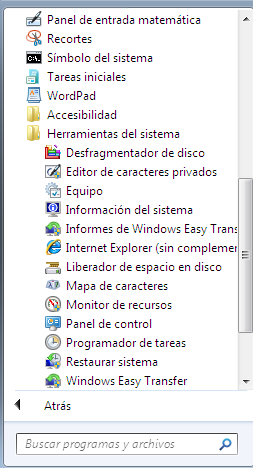 Panel de entrada matemática
Recortes
Símbolo del sistema
Tareas iniciales
WordPad
Accesibilidad
Herramientas del sistema
Desfragmentador de disco
Editor de caracteres privados
Equipo
Información del sistema
Informes de Windows Easy Transf
Internet Explorer (sin complemen
Liberador de espacio en disco
Mapa de caracteres
Monitor de recursos
Panel de control
Programador de tareas
Restaurar sistema
Windows Easy Transfer
Atrás
Buscar programas y archivos